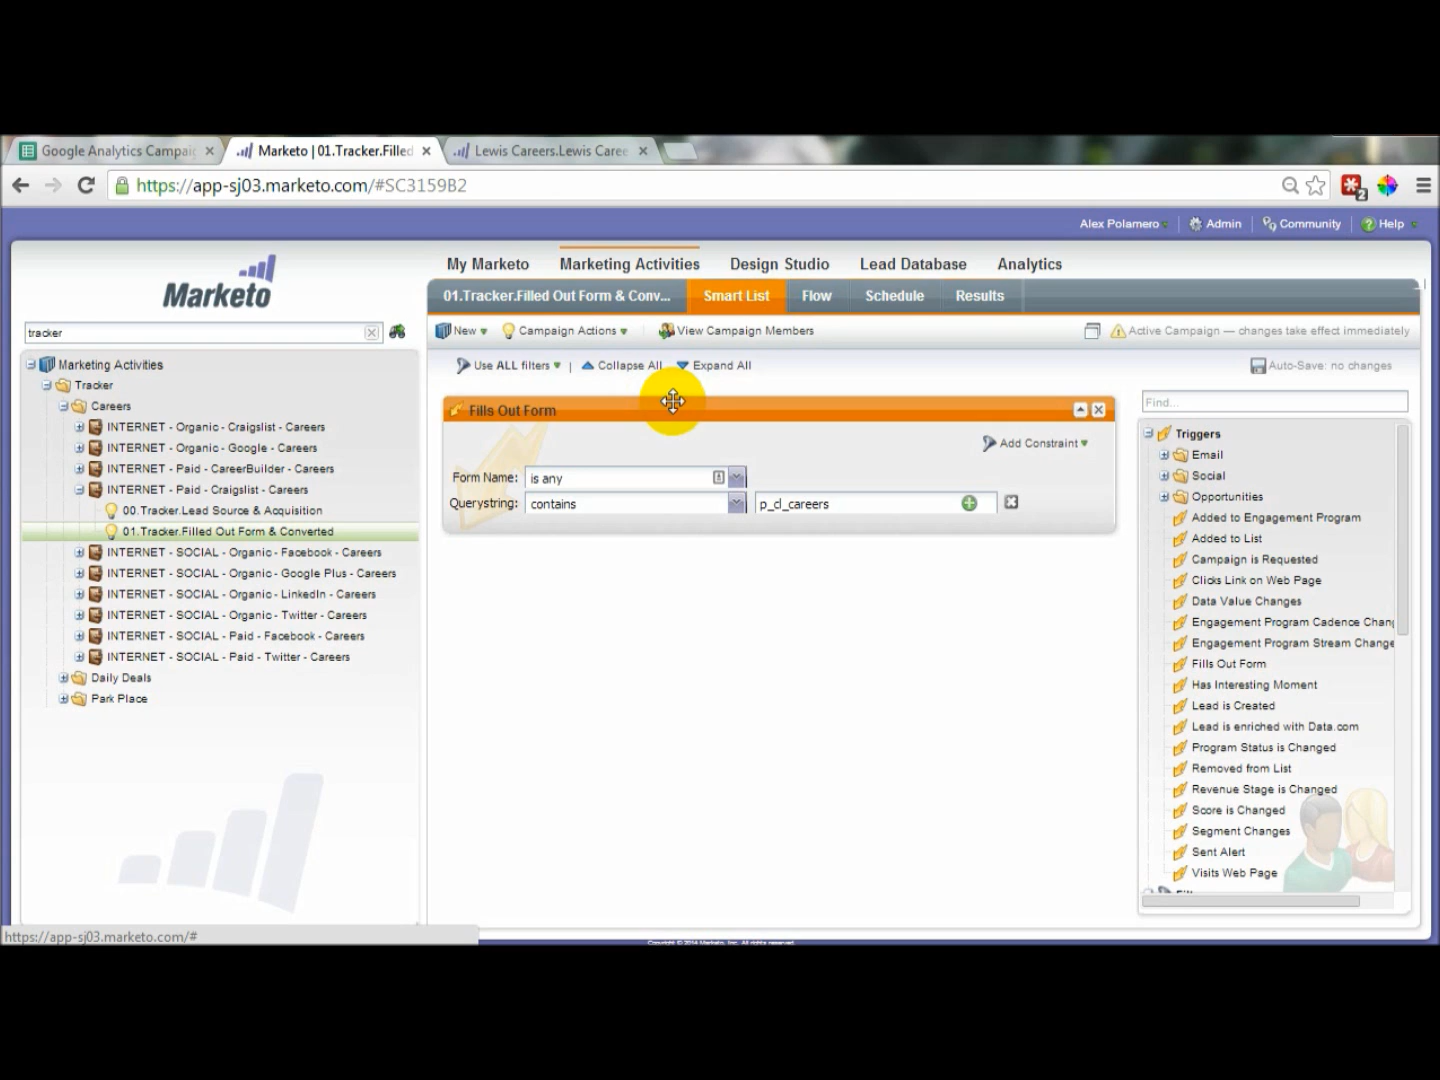 Google Analytics Campai
Marketo | 01.Tracker.Filled
Lewis Careers.Lewis Caree
https://app-sj03.marketo.com/#SC3159B2
2
Alex Polamero
Admin
Community
Help
Marketo
My Marketo
Marketing Activities
Design Studio
Lead Database
Analytics
01.Tracker.Filled Out Form & Conv...
Smart List
Flow
Schedule
Results
tracker
New
Campaign Actions
View Campaign Members
Active Campaign — changes take effect immediately
Use ALL filters
Collapse All
Expand All
Auto-Save: no changes
Marketing Activities
Tracker
Careers
INTERNET - Organic - Craigslist - Careers
INTERNET - Organic - Google - Careers
INTERNET - Paid - CareerBuilder - Careers
INTERNET - Paid - Craigslist - Careers
00.Tracker.Lead Source & Acquisition
01.Tracker.Filled Out Form & Converted
INTERNET - SOCIAL - Organic - Facebook - Careers
INTERNET - SOCIAL - Organic - Google Plus - Careers
INTERNET - SOCIAL - Organic - LinkedIn - Careers
INTERNET - SOCIAL - Organic - Twitter - Careers
INTERNET - SOCIAL - Paid - Facebook - Careers
INTERNET - SOCIAL - Paid - Twitter - Careers
Daily Deals
Park Place
Fills Out Form
Add Constraint
Form Name: is any
Querystring: contains p_cl_careers
Find...
Triggers
Email
Social
Opportunities
Added to Engagement Program
Added to List
Campaign is Requested
Clicks Link on Web Page
Data Value Changes
Engagement Program Cadence Chan
Engagement Program Stream Change
Fills Out Form
Has Interesting Moment
Lead is Created
Lead is enriched with Data.com
Program Status is Changed
Removed from List
Revenue Stage is Changed
Score is Changed
Segment Changes
Sent Alert
Visits Web Page
https://app-sj03.marketo.com/#
Copyright © 2014 Marketo, Inc. All rights reserved.